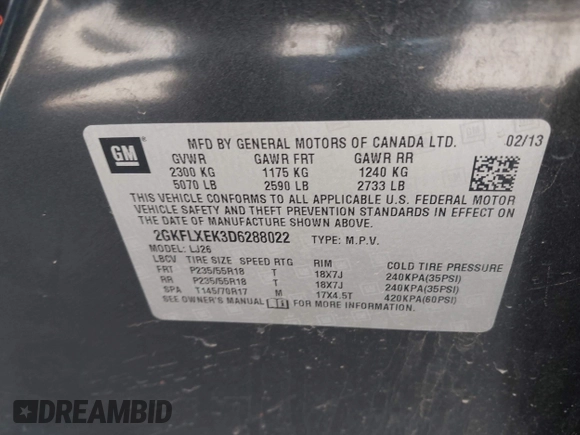 GM
MFD BY GENERAL MOTORS OF CANADA LTD. 02/13
GVWR GAWR FRT GAWR RR
2300 KG 1175 KG 1240 KG
5070 LB 2590 LB 2733 LB
THIS VEHICLE CONFORMS TO ALL APPLICABLE U.S. FEDERAL MOTOR
VEHICLE SAFETY AND THEFT PREVENTION STANDARDS IN EFFECT ON
THE DATE OF MANUFACTURE SHOWN ABOVE.
2GKFLXEK3D6288022 TYPE: M.P.V.
MODEL: LJ26
LBCV TIRE SIZE SPEED RTG RIM COLD TIRE PRESSURE
FRT P235/55R18 T 18X7J 240KPA(35PSI)
RR P235/55R18 T 18X7J 240KPA(35PSI)
SPA T145/70R17 M 17X4.5T 420KPA(60PSI)
SEE OWNER'S MANUAL FOR MORE INFORMATION.
DREAMBID